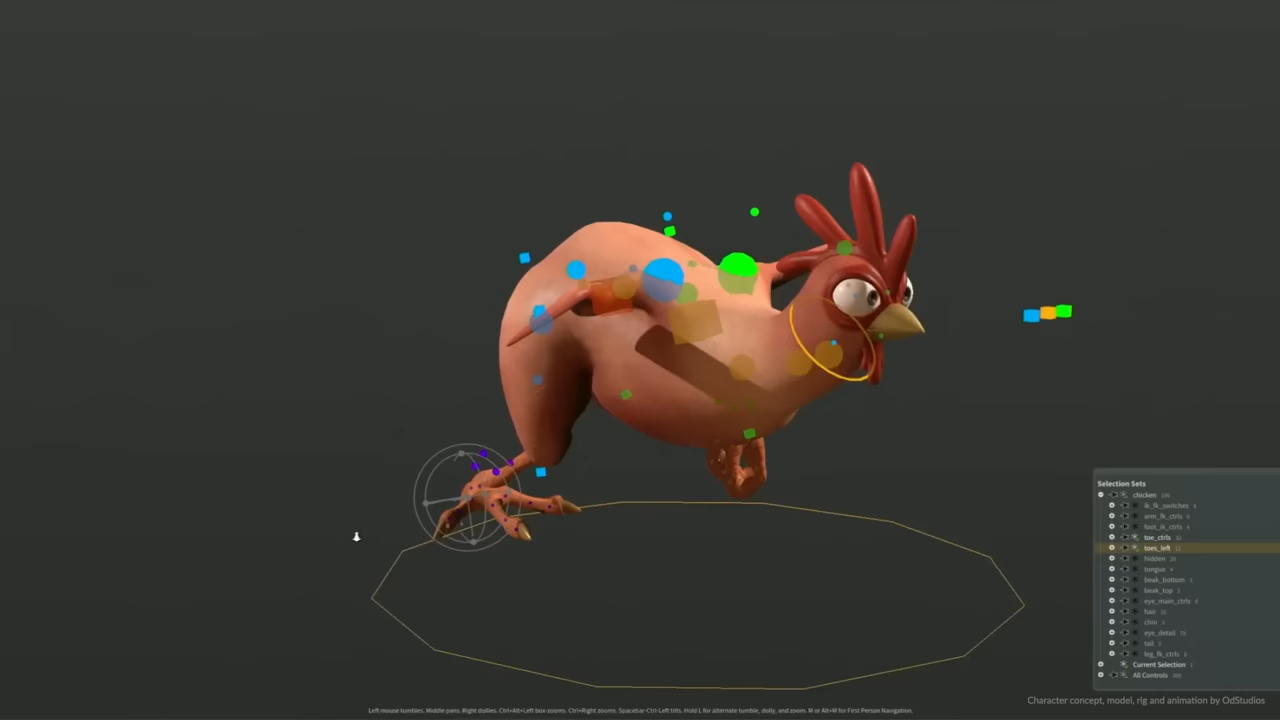 Selection Sets
chicken
ik_fk_switches
arm_fk_ctrls
foot_ik_ctrls
toe_ctrls 32
toes_left
hidden
tongue
beak_bottom
beak_top
eye_main_ctrls
hair
chin
eye_detail
tail
leg_fk_ctrls
Current Selection 1
All Controls
Character concept, model, rig and animation by OdStudios
Left mouse tumbles. Middle pans. Right dollies. Ctrl+Alt+Left box-zooms. Ctrl+Right zooms. Spacebar-Ctrl-Left tilts. Hold L for alternate tumble, dolly, and zoom. M or Alt+M for First Person Navigation.